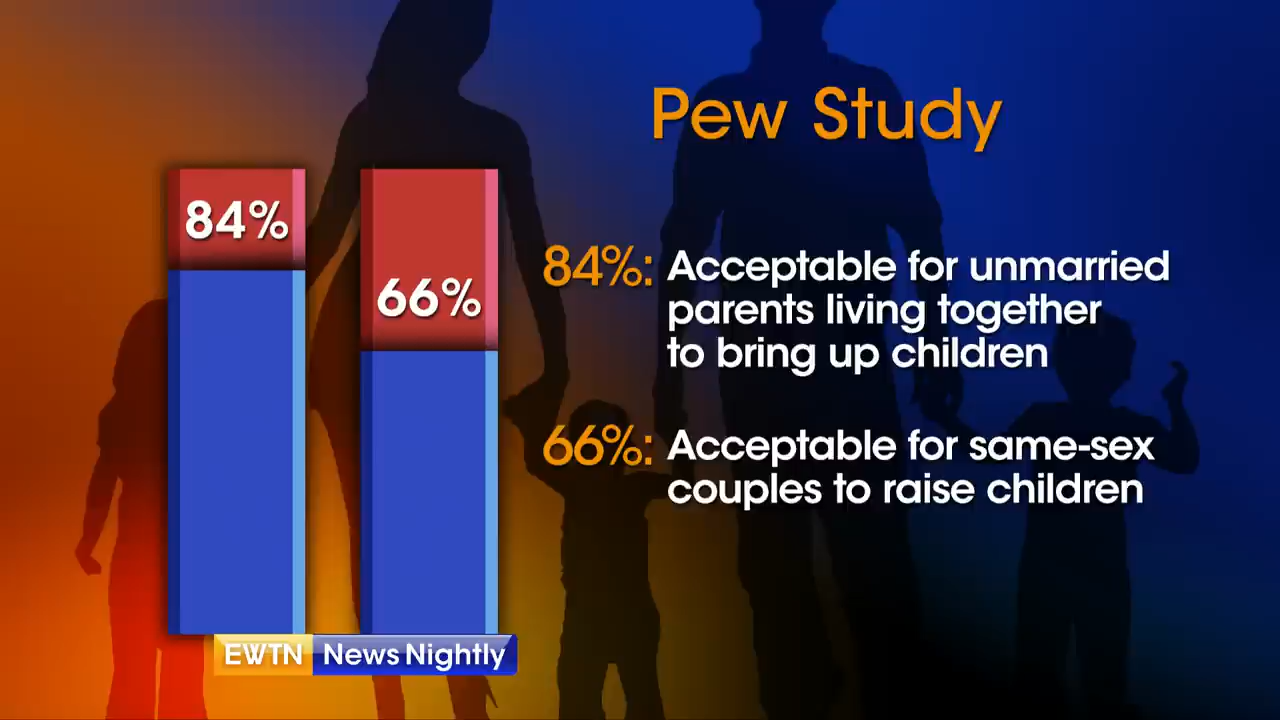 Pew Study
84%
66%
84%: Acceptable for unmarried
parents living together
to bring up children
66%: Acceptable for same-sex
couples to raise children
EWTN News Nightly